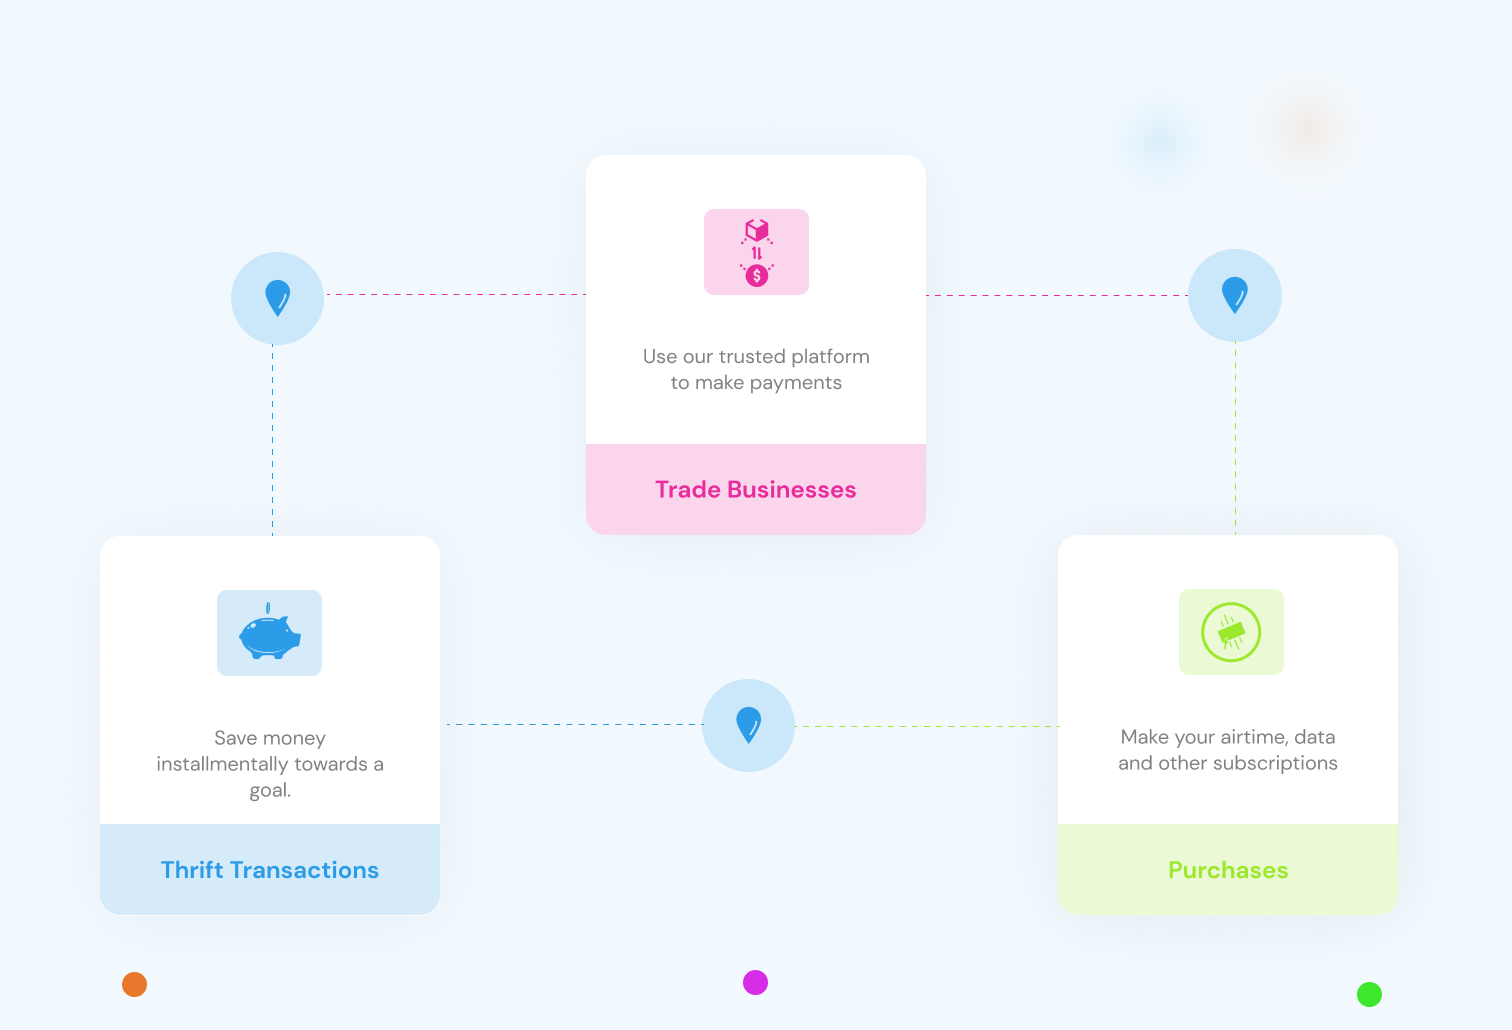 Use our trusted platform
to make payments
Trade Businesses
Save money
installmentally towards a
goal.
Thrift Transactions
Make your airtime, data
and other subscriptions
Purchases